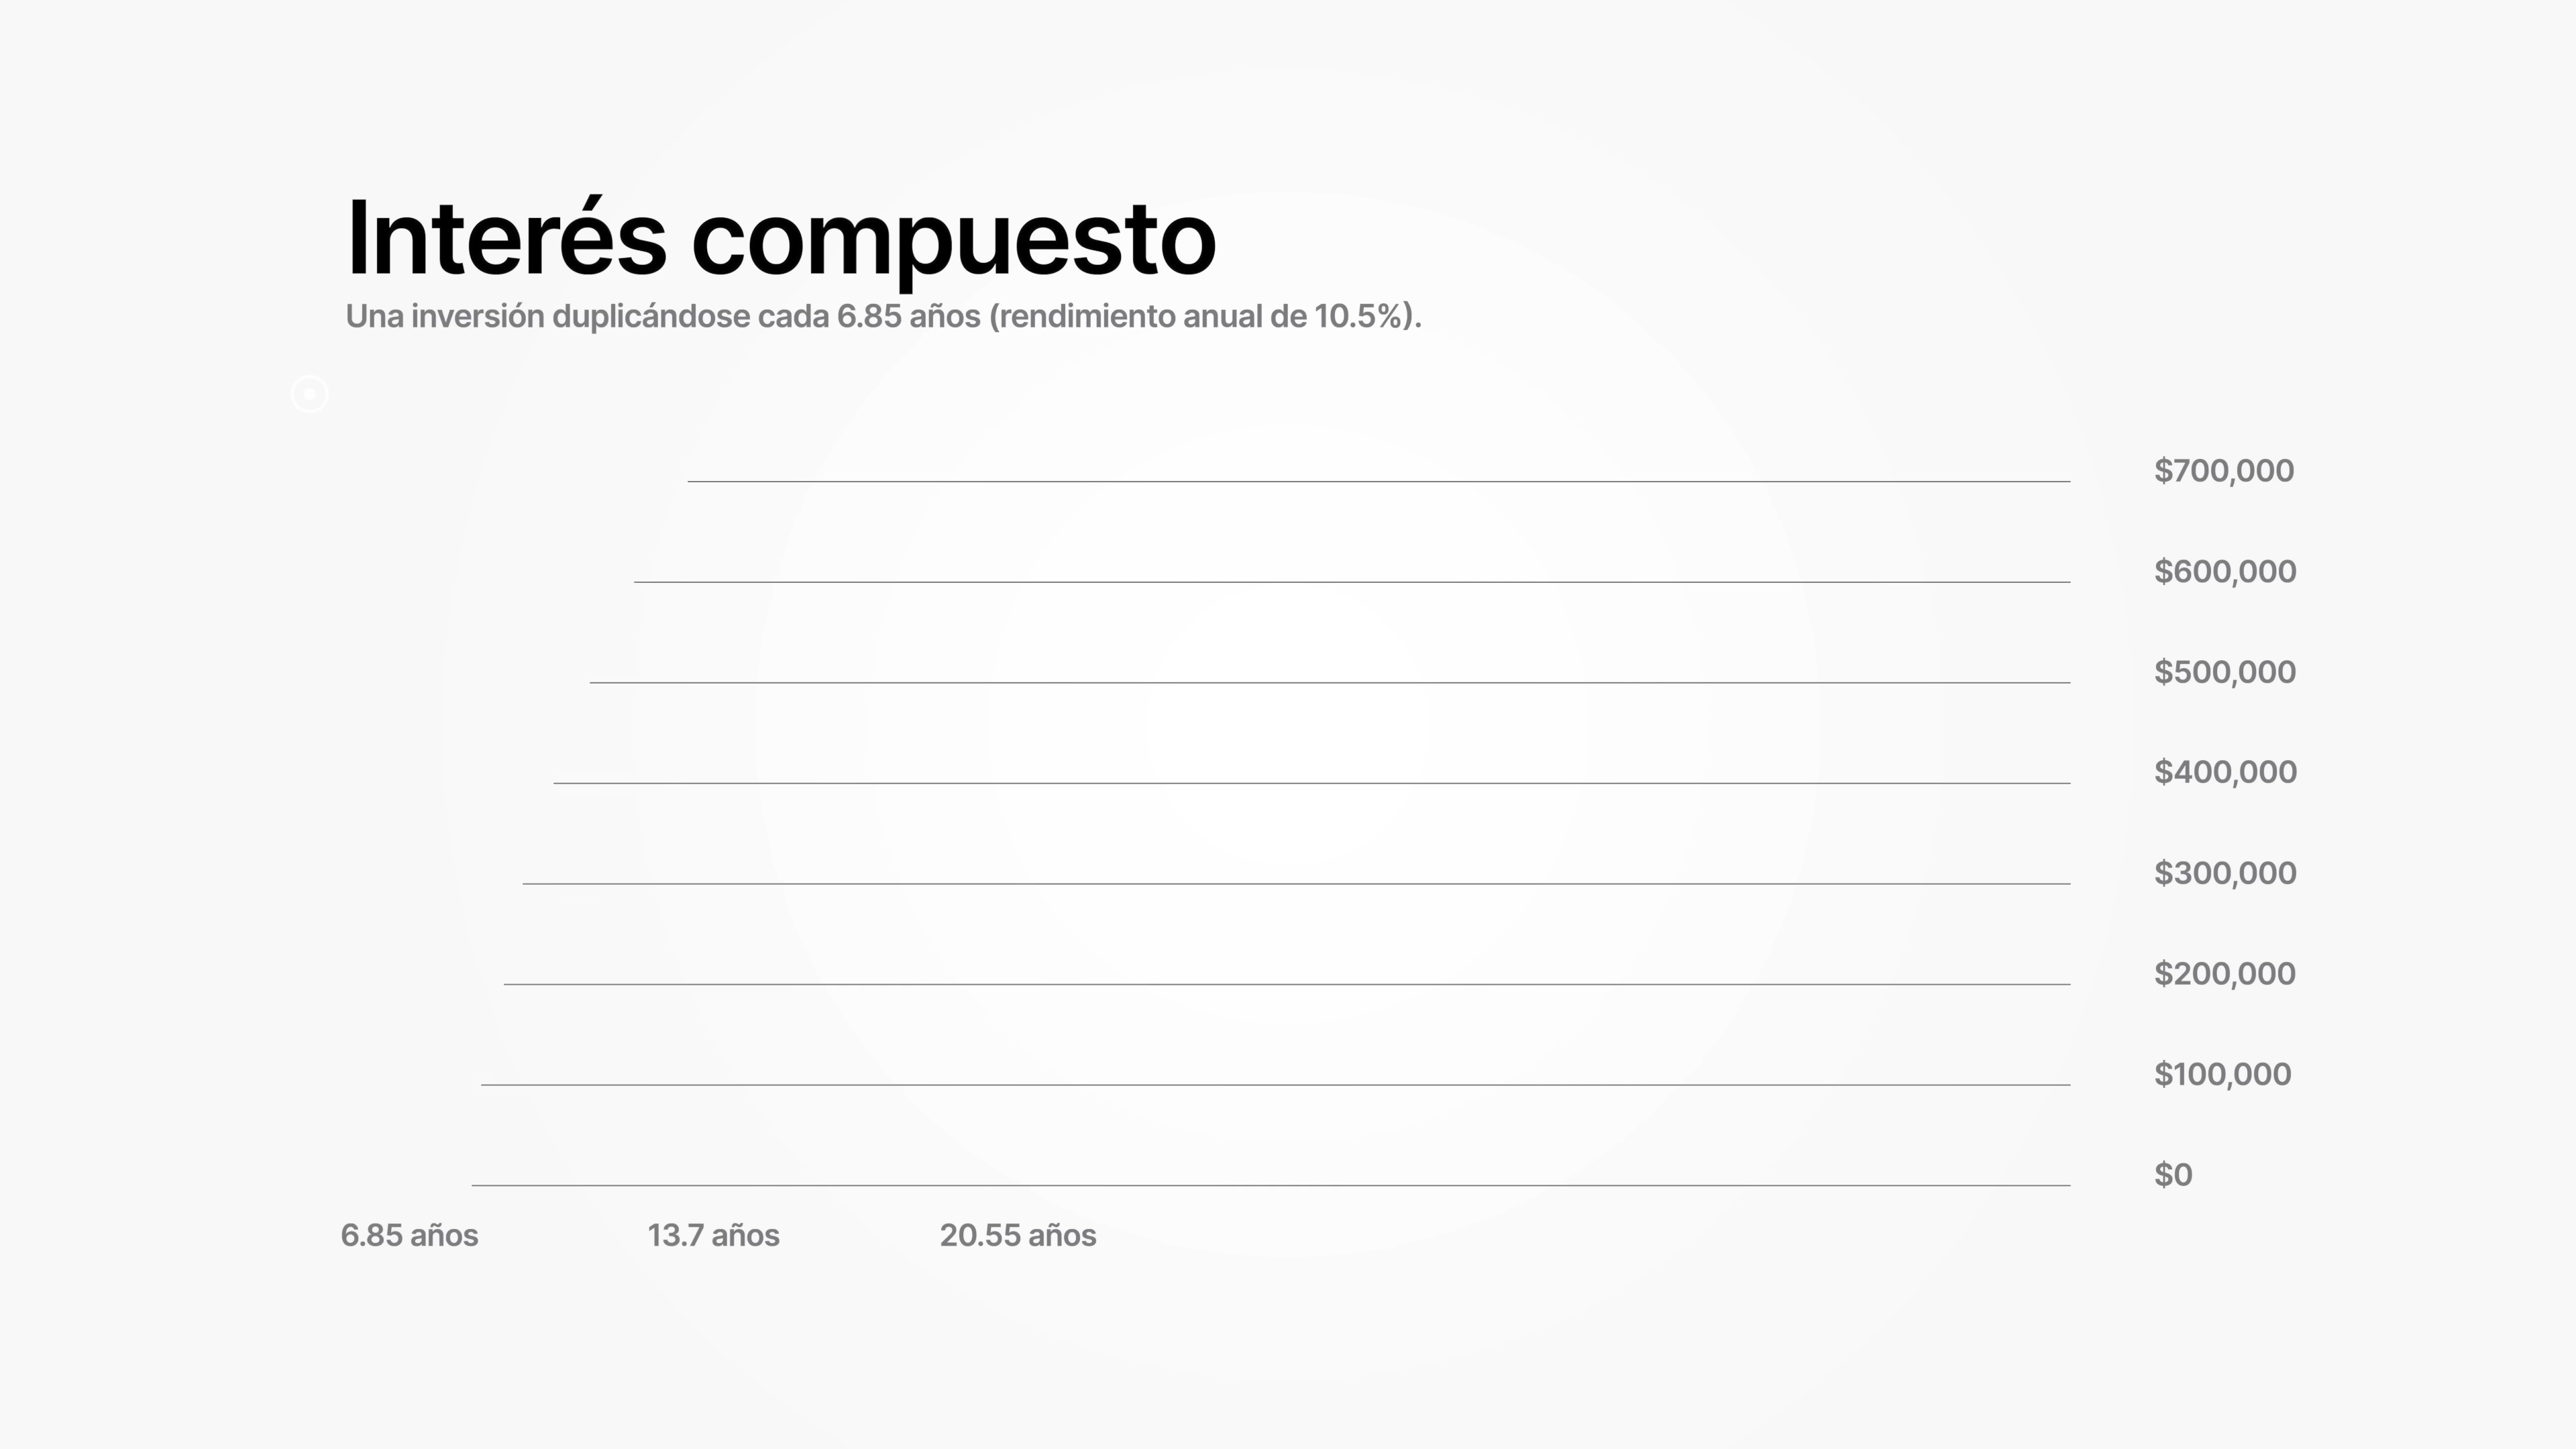 Interés compuesto
Una inversión duplicándose cada 6.85 años (rendimiento anual de 10.5%).
$700,000
$600,000
$500,000
$400,000
$300,000
$200,000
$100,000
$0
6.85 años
13.7 años
20.55 años